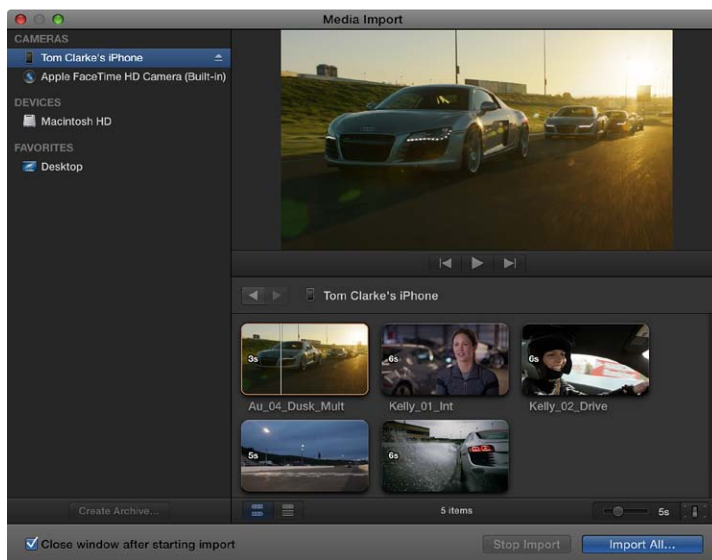 Media Import
CAMERAS
Tom Clarke's iPhone
Apple FaceTime HD Camera (Built-in)
DEVICES
Macintosh HD
FAVORITES
Desktop
Tom Clarke's iPhone
3s
6s
6s
Au_04_Dusk_Mult
Kelly_01_Int
Kelly_02_Drive
5s
6s
Create Archive...
5 items
5s
Close window after starting import
Stop Import
Import All...